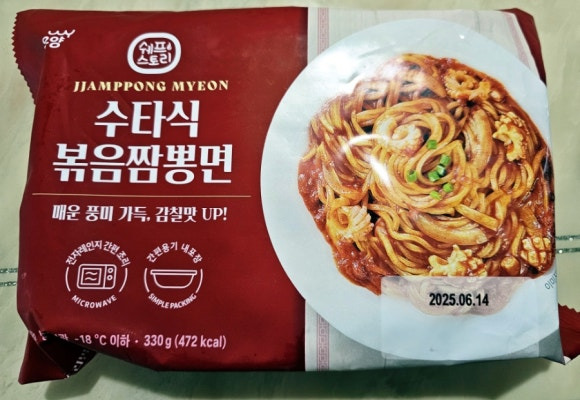 쉐프
스토리
JJAMPPONG MYEON
수타식
볶음짬뽕면
매운 풍미 가득, 감칠맛 UP!
전자레인지 간편 조리
MICROWAVE
간편용기 내포장
SIMPLE PACKING
-18 °C 이하 · 330 g (472 kcal)
2025.06.14